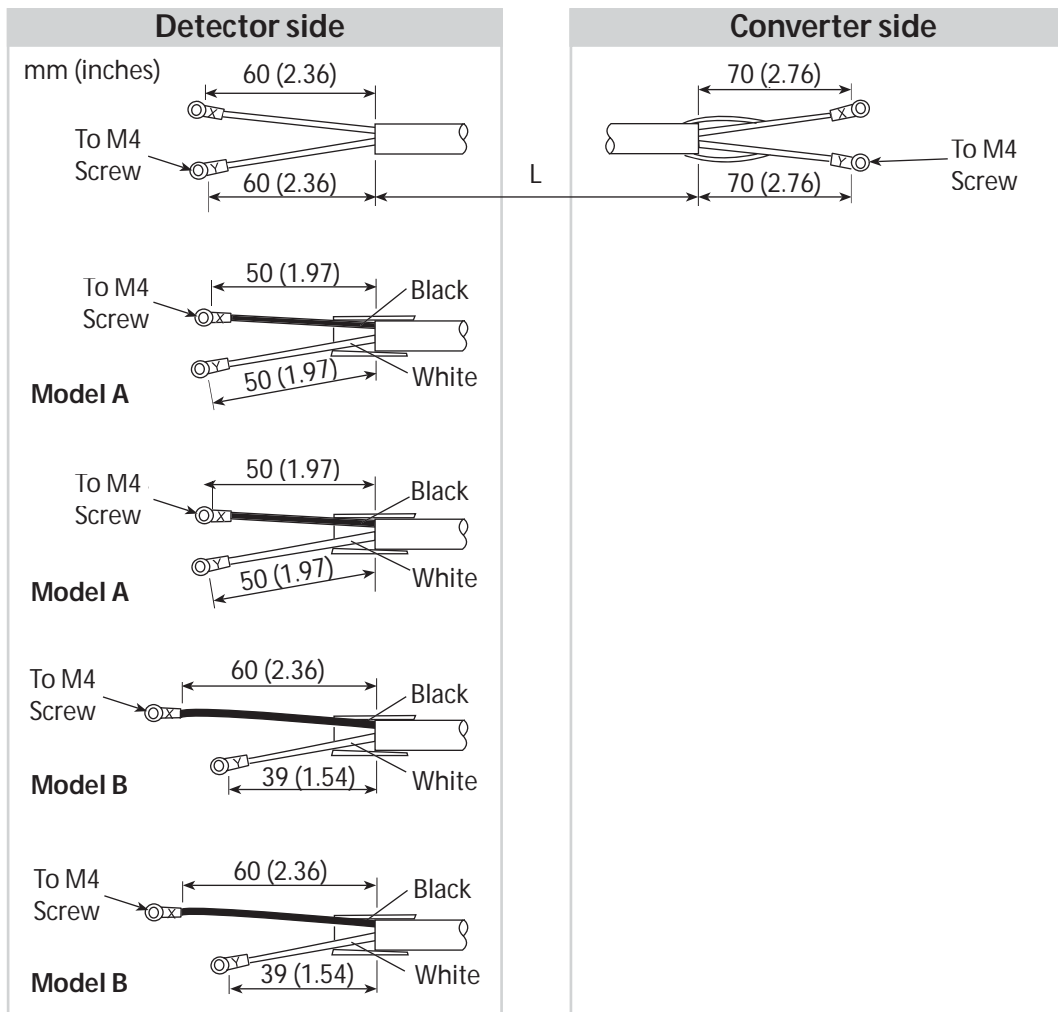 Detector side
Converter side
mm (inches)
60 (2.36)
X
To M4
Screw
Y
60 (2.36)
L
70 (2.76)
X
Y
To M4
Screw
70 (2.76)
50 (1.97)
To M4
Screw
X
Black
Y
White
50 (1.97)
Model A
50 (1.97)
To M4
Screw
X
Black
Y
White
50 (1.97)
Model A
60 (2.36)
To M4
Screw
X
Black
Y
White
39 (1.54)
Model B
60 (2.36)
To M4
Screw
X
Black
Y
White
39 (1.54)
Model B